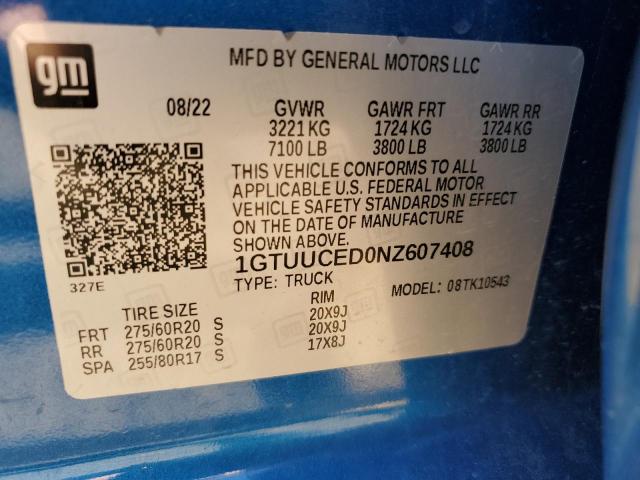 gm
MFD BY GENERAL MOTORS LLC
08/22 GVWR GAWR FRT GAWR RR
3221 KG 1724 KG 1724 KG
7100 LB 3800 LB 3800 LB
THIS VEHICLE CONFORMS TO ALL
APPLICABLE U.S. FEDERAL MOTOR
VEHICLE SAFETY STANDARDS IN EFFECT
ON THE DATE OF MANUFACTURE
SHOWN ABOVE.
1GTUUCED0NZ607408
327E
TYPE: TRUCK MODEL: 08TK10543
TIRE SIZE RIM
FRT 275/60R20 S 20X9J
RR 275/60R20 S 20X9J
SPA 255/80R17 S 17X8J